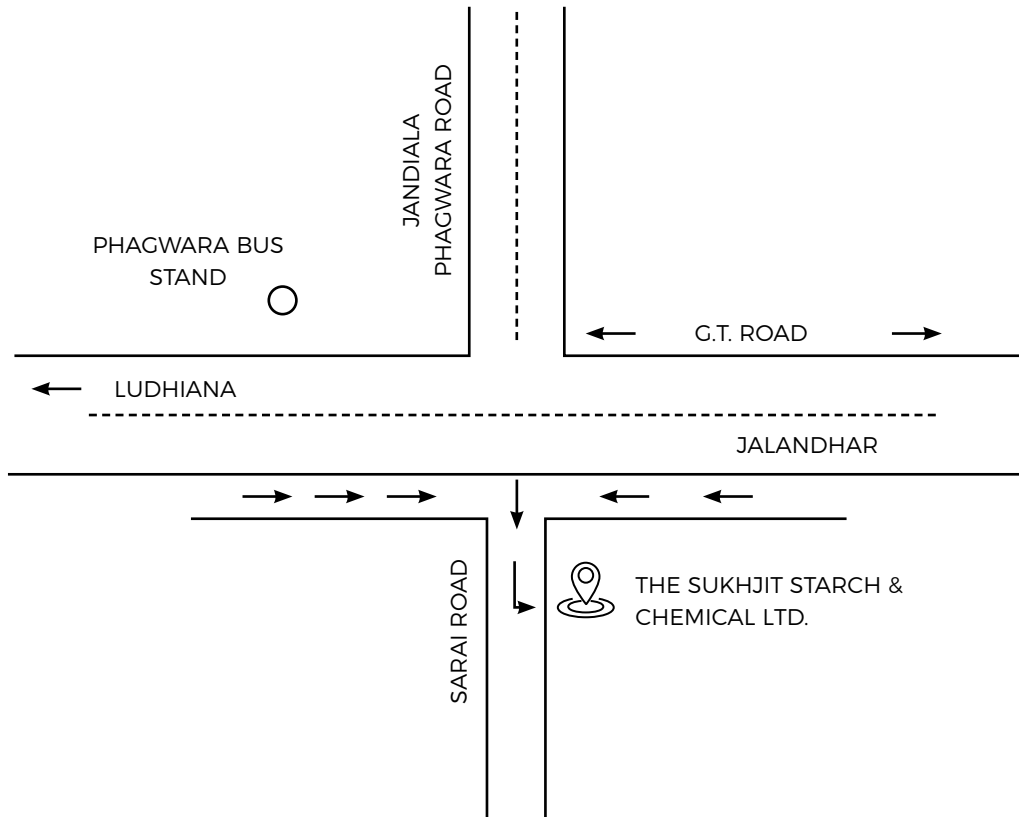 JANDIALA
PHAGWARA ROAD
PHAGWARA BUS
STAND
G.T. ROAD
LUDHIANA
JALANDHAR
SARAI ROAD
THE SUKHJIT STARCH &
CHEMICAL LTD.